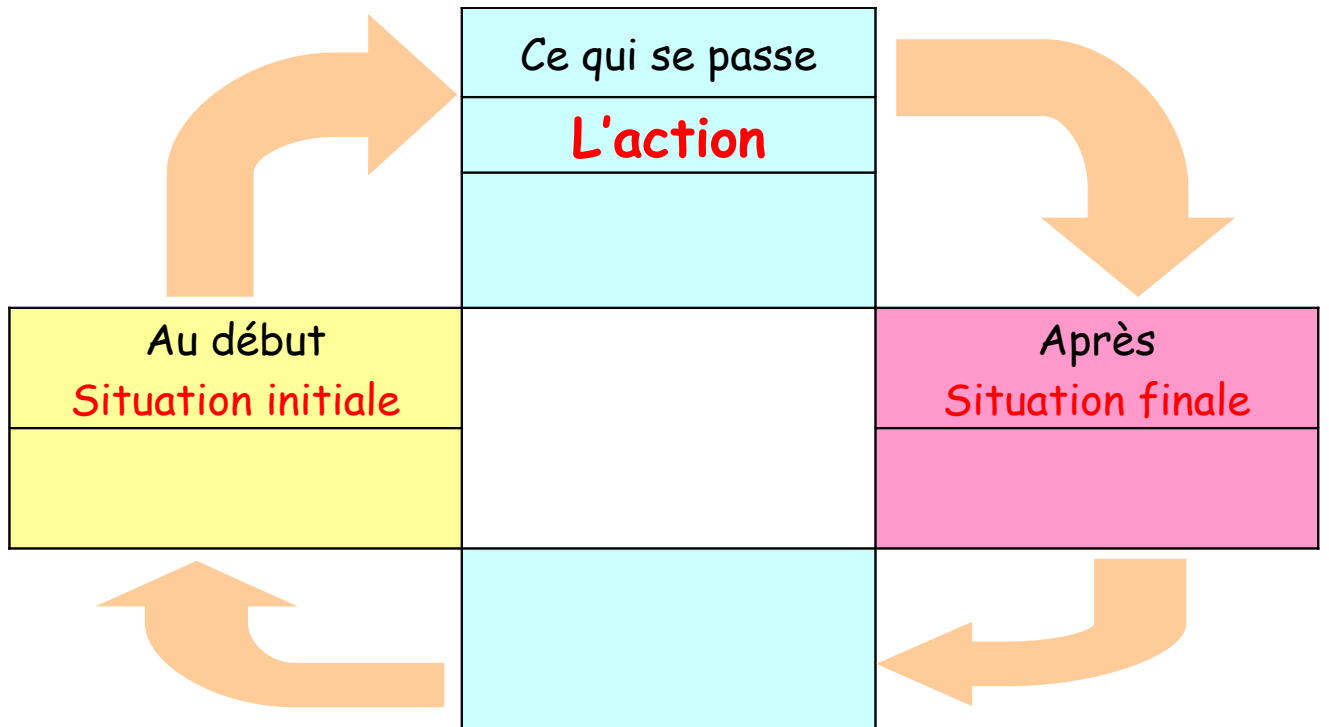 Ce qui se passe
L'action
Au début
Situation initiale
Après
Situation finale